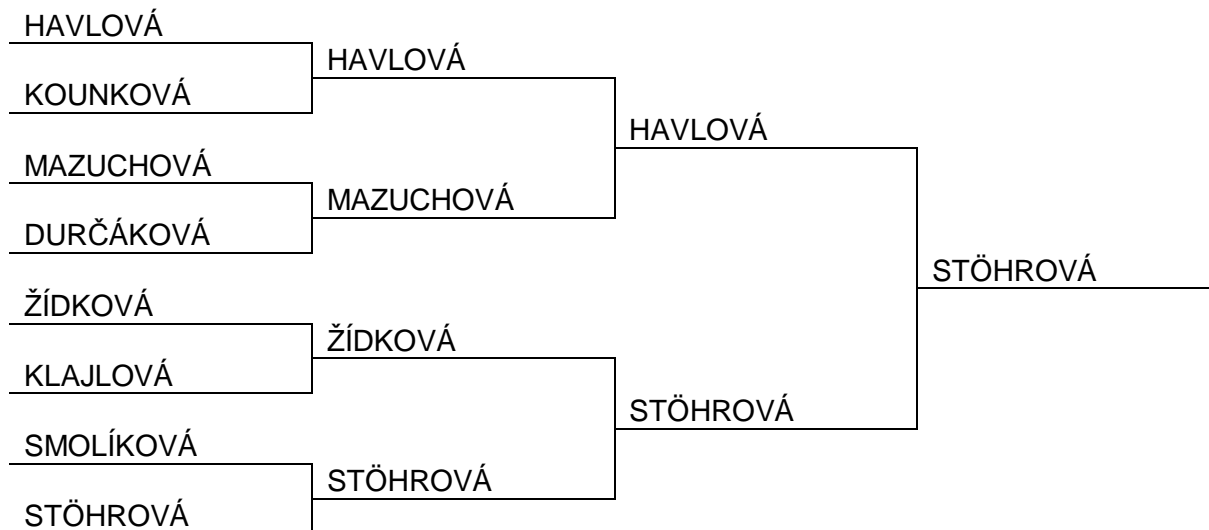 HAVLOVÁ
HAVLOVÁ
KOUNKOVÁ
HAVLOVÁ
MAZUCHOVÁ
MAZUCHOVÁ
DURČÁKOVÁ
STÖHROVÁ
ŽÍDKOVÁ
ŽÍDKOVÁ
KLAJLOVÁ
STÖHROVÁ
SMOLÍKOVÁ
STÖHROVÁ
STÖHROVÁ